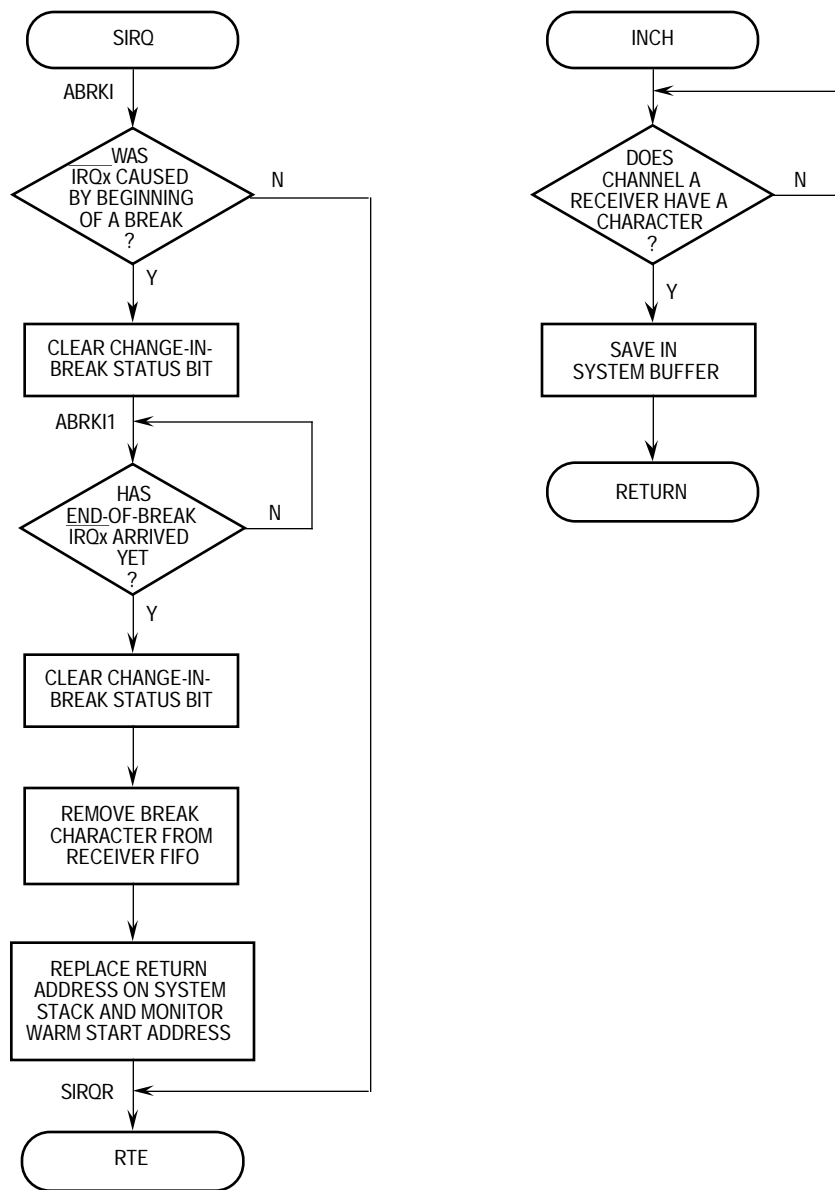 SIRQ
ABRKI
WAS
IRQx CAUSED
BY BEGINNING
OF A BREAK
?
N
Y
CLEAR CHANGE-IN-
BREAK STATUS BIT
ABRKI1
HAS
END-OF-BREAK
IRQx ARRIVED
YET
?
N
Y
CLEAR CHANGE-IN-
BREAK STATUS BIT
REMOVE BREAK
CHARACTER FROM
RECEIVER FIFO
REPLACE RETURN
ADDRESS ON SYSTEM
STACK AND MONITOR
WARM START ADDRESS
SIRQR
RTE
INCH
DOES
CHANNEL A
RECEIVER HAVE A
CHARACTER
?
N
Y
SAVE IN
SYSTEM BUFFER
RETURN